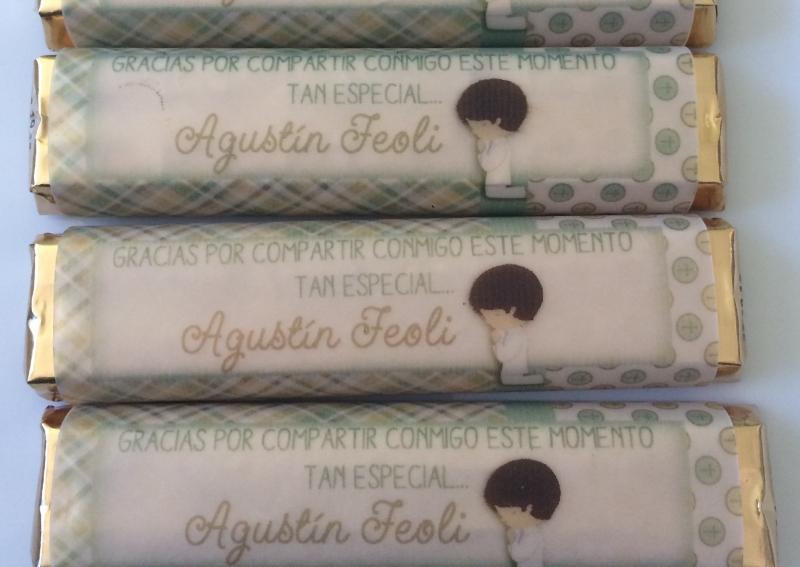 GRACIAS POR COMPARTIR CONMIGO ESTE MOMENTO
TAN ESPECIAL...
Agustín Feoli
GRACIAS POR COMPARTIR CONMIGO ESTE MOMENTO
TAN ESPECIAL...
Agustín Feoli
GRACIAS POR COMPARTIR CONMIGO ESTE MOMENTO
TAN ESPECIAL...
Agustín Feoli